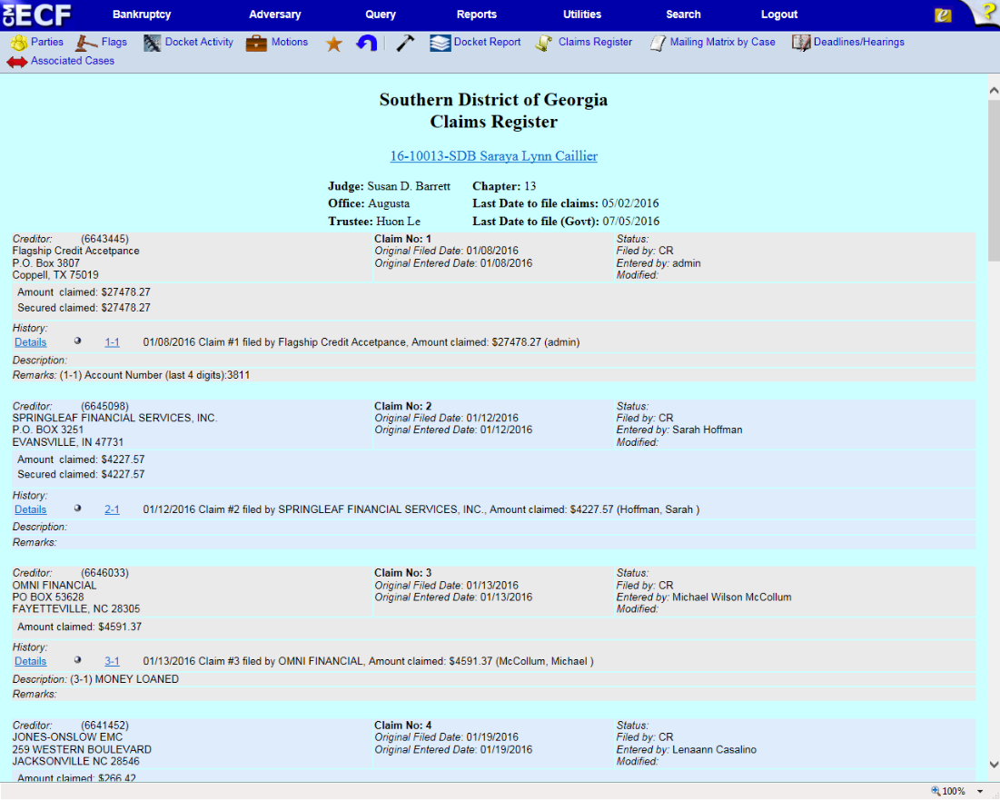 CM ECF Bankruptcy Adversary Query Reports Utilities Search Logout ?
Parties Flags Docket Activity Motions Docket Report Claims Register Mailing Matrix by Case Deadlines/Hearings
Associated Cases
Southern District of Georgia
Claims Register
16-10013-SDB Saraya Lynn Caillier
Judge: Susan D. Barrett Chapter: 13
Office: Augusta Last Date to file claims: 05/02/2016
Trustee: Huon Le Last Date to file (Govt): 07/05/2016
Creditor: (6643445) Claim No: 1 Status:
Flagship Credit Accetpance Original Filed Date: 01/08/2016 Filed by: CR
P.O. Box 3807 Original Entered Date: 01/08/2016 Entered by: admin
Coppell, TX 75019 Modified:
Amount claimed: $27478.27
Secured claimed: $27478.27
History:
Details 1-1 01/08/2016 Claim #1 filed by Flagship Credit Accetpance, Amount claimed: $27478.27 (admin)
Description:
Remarks: (1-1) Account Number (last 4 digits):3811
Creditor: (6645098) Claim No: 2 Status:
SPRINGLEAF FINANCIAL SERVICES, INC. Original Filed Date: 01/12/2016 Filed by: CR
P.O. BOX 3251 Original Entered Date: 01/12/2016 Entered by: Sarah Hoffman
EVANSVILLE, IN 47731 Modified:
Amount claimed: $4227.57
Secured claimed: $4227.57
History:
Details 2-1 01/12/2016 Claim #2 filed by SPRINGLEAF FINANCIAL SERVICES, INC., Amount claimed: $4227.57 (Hoffman, Sarah )
Description:
Remarks:
Creditor: (6646033) Claim No: 3 Status:
OMNI FINANCIAL Original Filed Date: 01/13/2016 Filed by: CR
PO BOX 53628 Original Entered Date: 01/13/2016 Entered by: Michael Wilson McCollum
FAYETTEVILLE, NC 28305 Modified:
Amount claimed: $4591.37
History:
Details 3-1 01/13/2016 Claim #3 filed by OMNI FINANCIAL, Amount claimed: $4591.37 (McCollum, Michael )
Description: (3-1) MONEY LOANED
Remarks:
Creditor: (6641452) Claim No: 4 Status:
JONES-ONSLOW EMC Original Filed Date: 01/19/2016 Filed by: CR
259 WESTERN BOULEVARD Original Entered Date: 01/19/2016 Entered by: Lenaann Casalino
JACKSONVILLE NC 28546 Modified:
Amount claimed: $266.42
100%